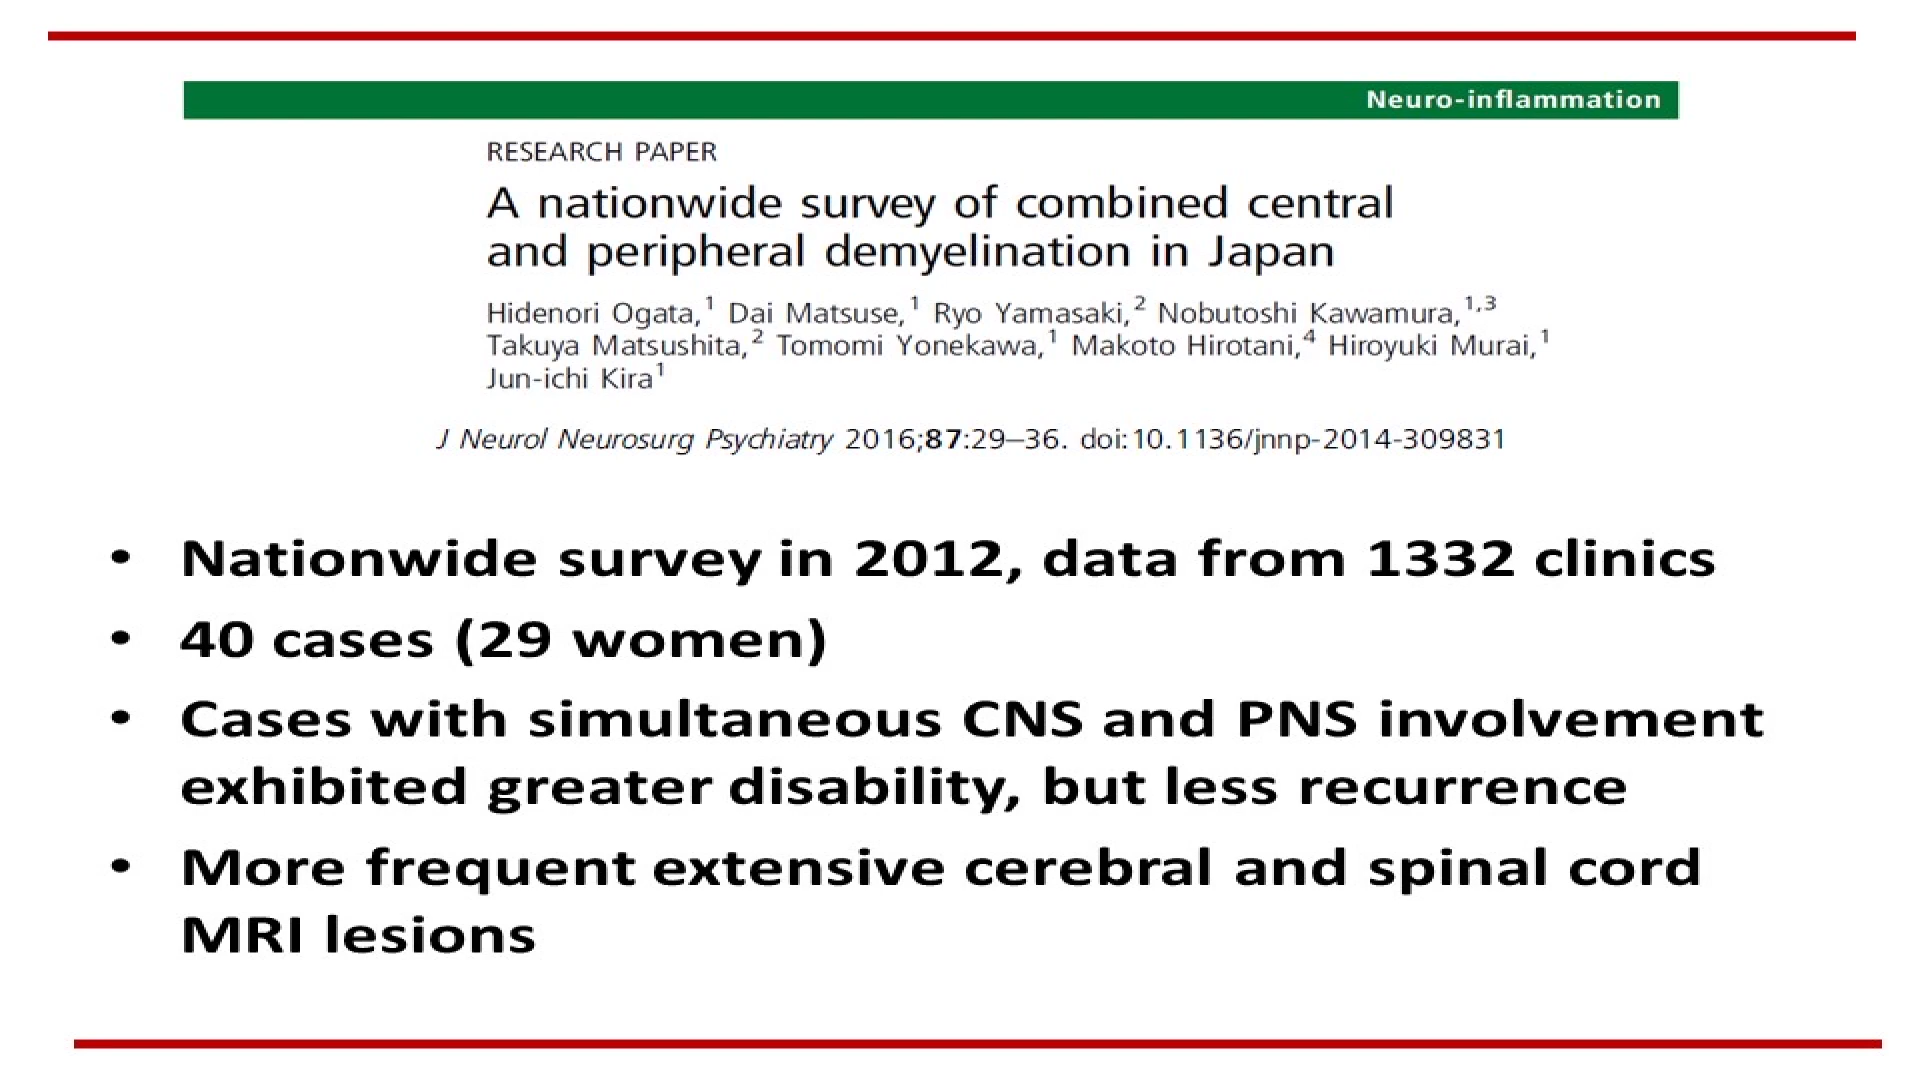 Neuro-inflammation
RESEARCH PAPER
A nationwide survey of combined central
and peripheral demyelination in Japan
Hidenori Ogata,¹ Dai Matsuse,¹ Ryo Yamasaki,² Nobutoshi Kawamura,¹,³
Takuya Matsushita,² Tomomi Yonekawa,¹ Makoto Hirotani,⁴ Hiroyuki Murai,¹
Jun-ichi Kira¹
J Neurol Neurosurg Psychiatry 2016;87:29–36. doi:10.1136/jnnp-2014-309831
• Nationwide survey in 2012, data from 1332 clinics
• 40 cases (29 women)
• Cases with simultaneous CNS and PNS involvement
exhibited greater disability, but less recurrence
• More frequent extensive cerebral and spinal cord
MRI lesions